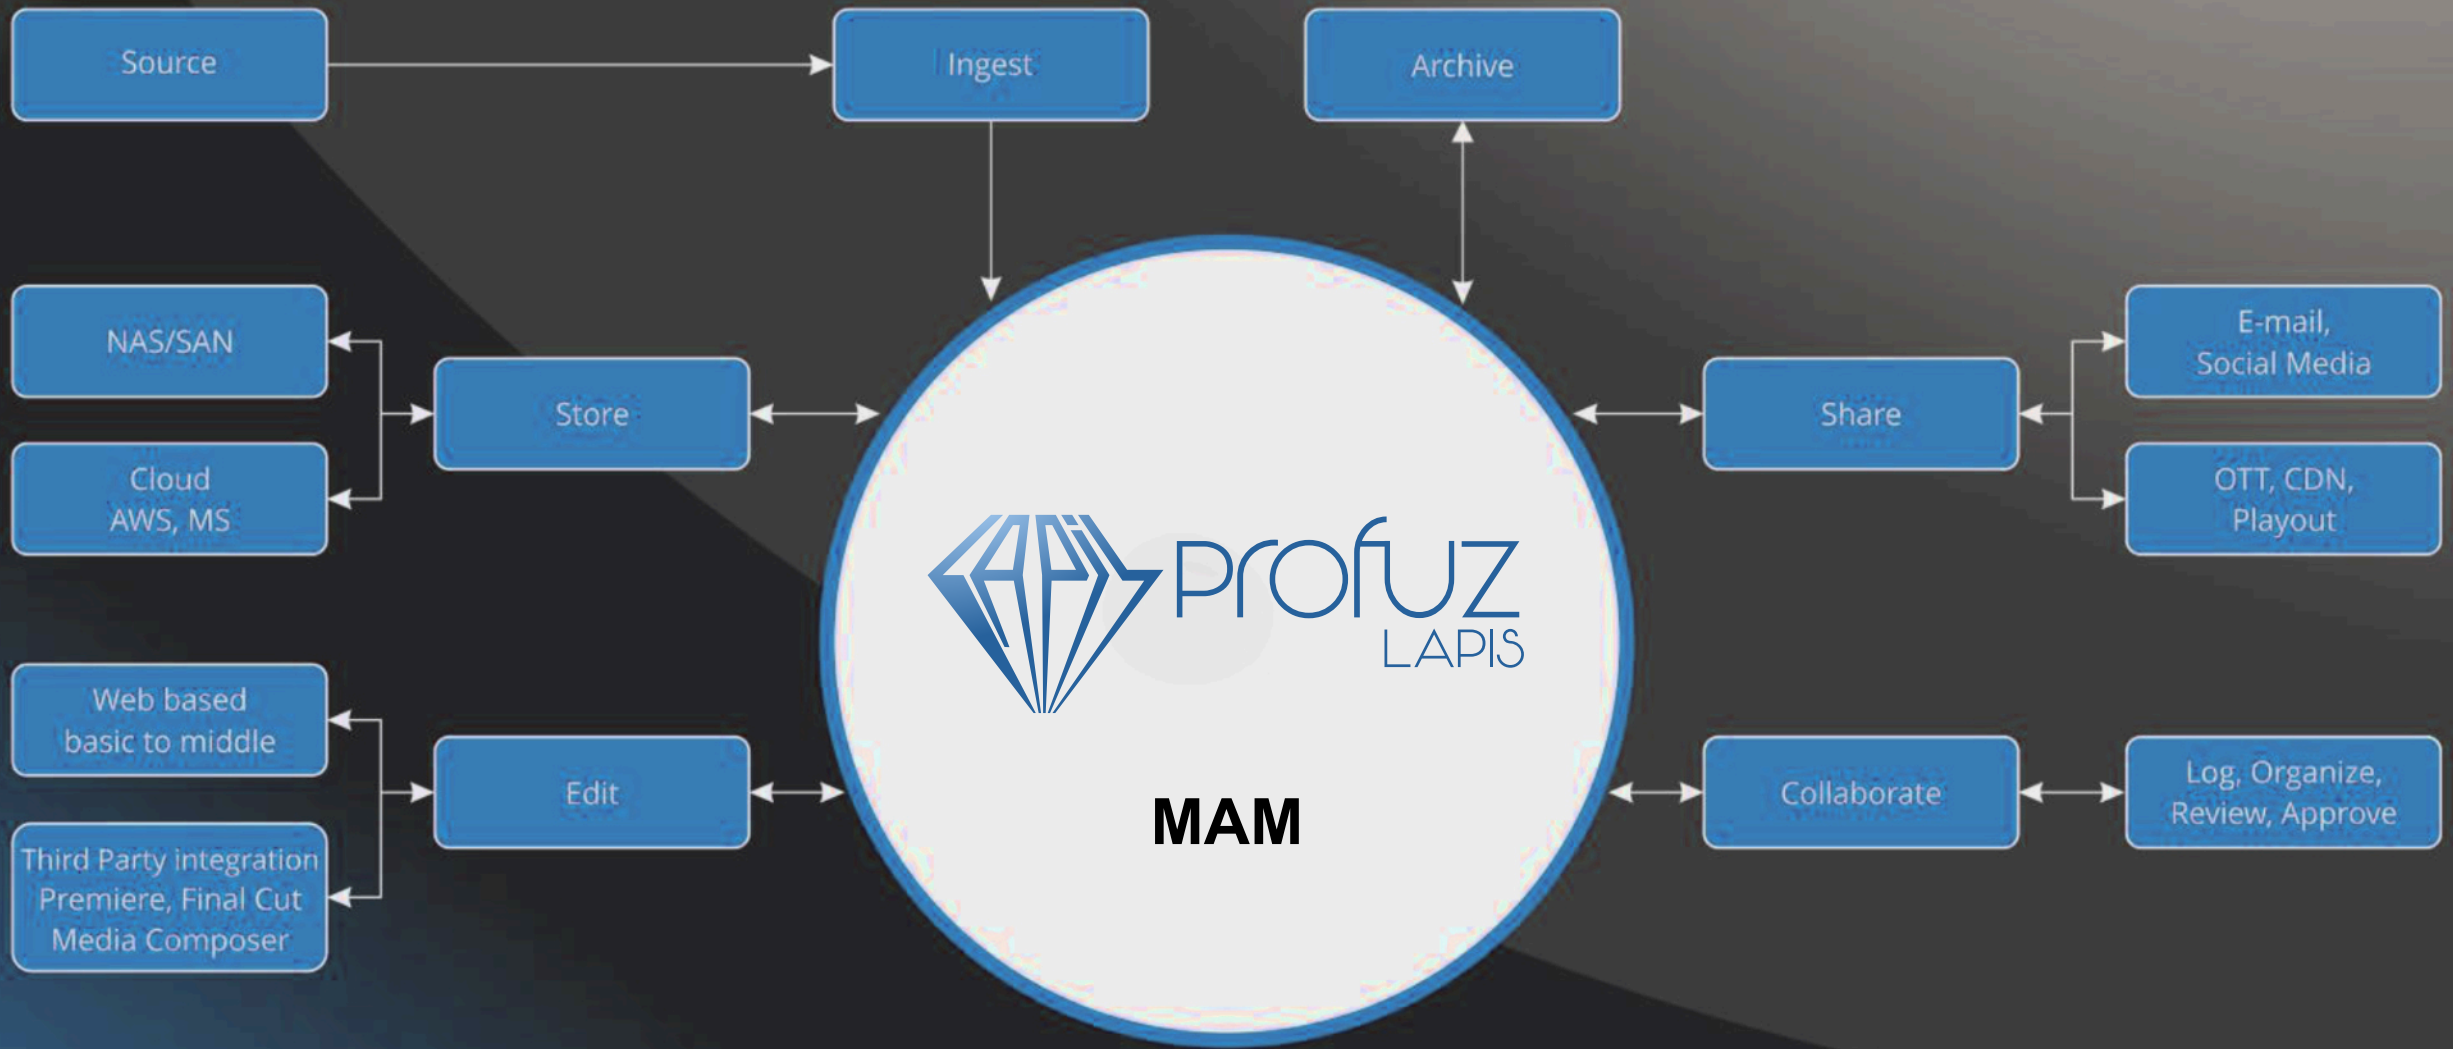 Source
Ingest
Archive
NAS/SAN
Cloud
AWS, MS
Store
Share
E-mail,
Social Media
OTT, CDN,
Playout
LAPIS
profuz
LAPIS
MAM
Web based
basic to middle
Third Party integration
Premiere, Final Cut
Media Composer
Edit
Collaborate
Log, Organize,
Review, Approve